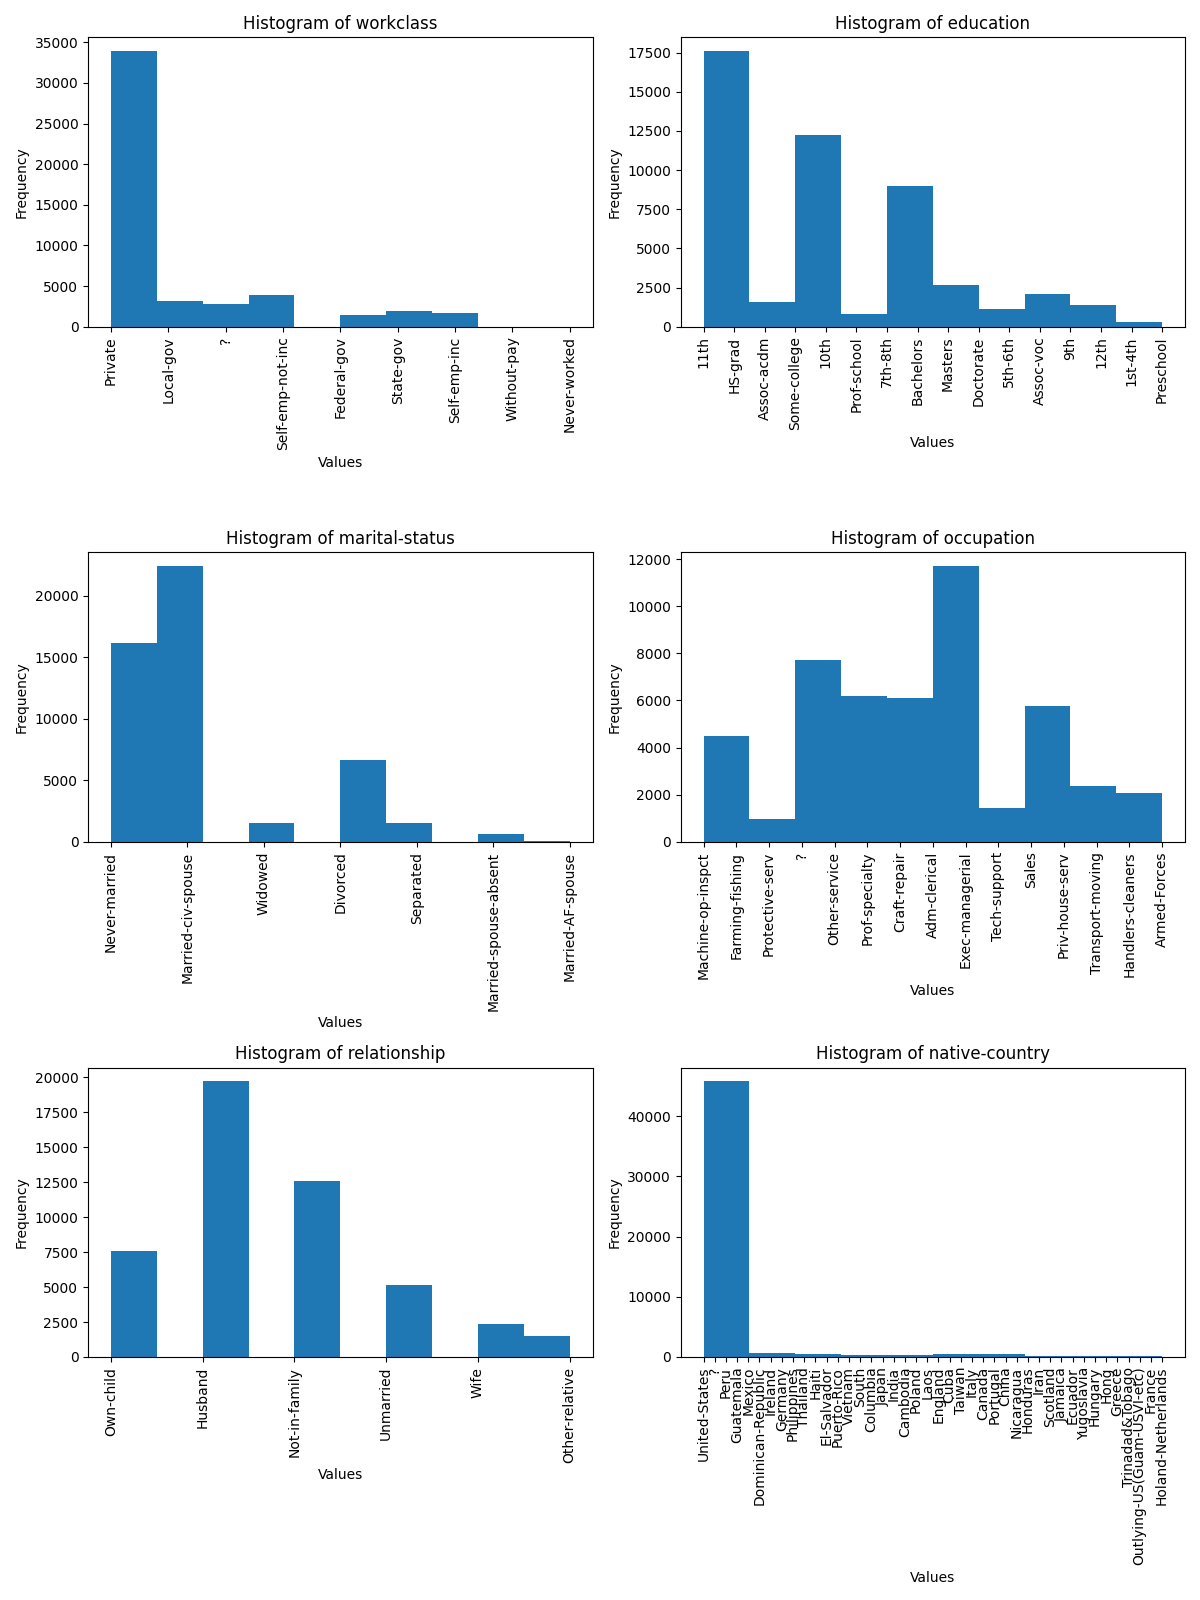 Histogram of workclass
Frequency
35000
30000
25000
20000
15000
10000
5000
0
Private
Local-gov
?
Self-emp-not-inc
Federal-gov
State-gov
Self-emp-inc
Without-pay
Never-worked
Values
Histogram of education
Frequency
17500
15000
12500
10000
7500
5000
2500
0
11th
HS-grad
Assoc-acdm
Some-college
10th
Prof-school
7th-8th
Bachelors
Masters
Doctorate
5th-6th
Assoc-voc
9th
12th
1st-4th
Preschool
Values
Histogram of marital-status
Frequency
20000
15000
10000
5000
0
Never-married
Married-civ-spouse
Widowed
Divorced
Separated
Married-spouse-absent
Married-AF-spouse
Values
Histogram of occupation
Frequency
12000
10000
8000
6000
4000
2000
0
Machine-op-inspct
Farming-fishing
Protective-serv
?
Other-service
Prof-specialty
Craft-repair
Adm-clerical
Exec-managerial
Tech-support
Sales
Priv-house-serv
Transport-moving
Handlers-cleaners
Armed-Forces
Values
Histogram of relationship
Frequency
20000
17500
15000
12500
10000
7500
5000
2500
0
Own-child
Husband
Not-in-family
Unmarried
Wife
Other-relative
Values
Histogram of native-country
Frequency
40000
30000
20000
10000
0
United-States
?
Peru
Guatemala
Mexico
Dominican-Republic
Ireland
Germany
Philippines
Thailand
Haiti
El-Salvador
Puerto-Rico
Vietnam
South
Columbia
Japan
India
Cambodia
Poland
Laos
England
Cuba
Taiwan
Italy
Canada
Portugal
China
Nicaragua
Honduras
Iran
Scotland
Jamaica
Ecuador
Yugoslavia
Hungary
Hong
Greece
Trinadad&Tobago
Outlying-US(Guam-USVI-etc)
France
Holand-Netherlands
Values